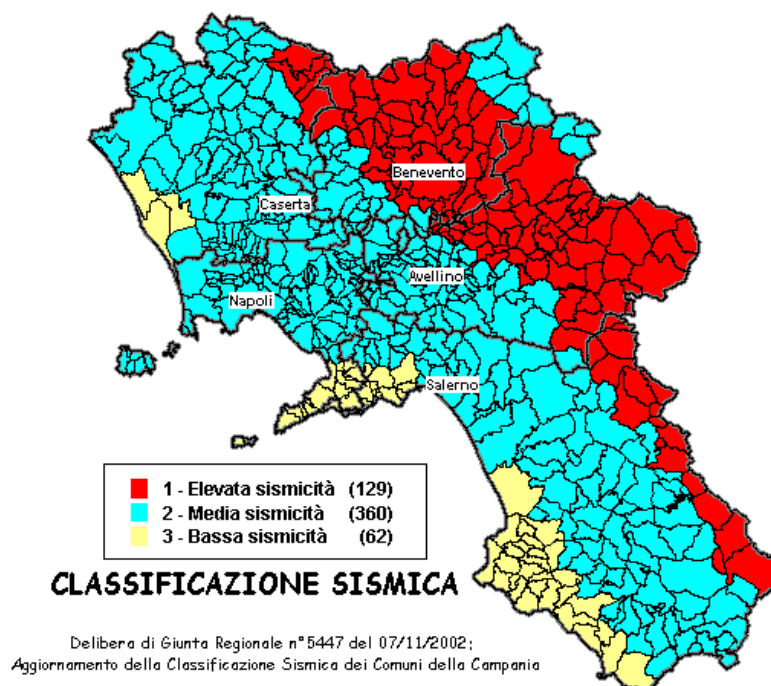 Benevento
Caserta
Avellino
Napoli
Salerno
1 - Elevata sismicità (129)
2 - Media sismicità (360)
3 - Bassa sismicità (62)
CLASSIFICAZIONE SISMICA
Delibera di Giunta Regionale n°5447 del 07/11/2002;
Aggiornamento della Classificazione Sismica dei Comuni della Campania